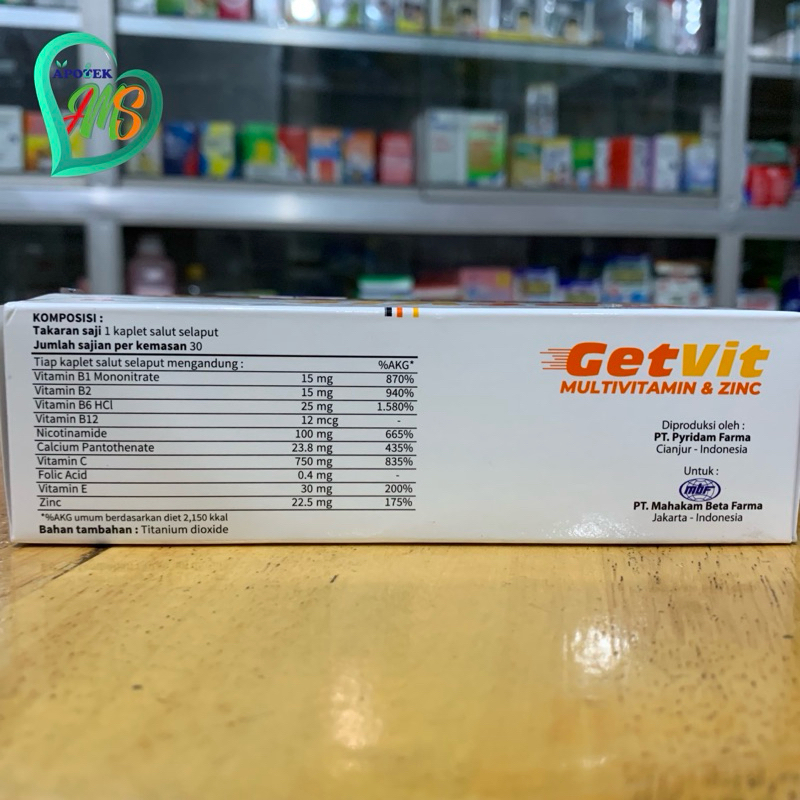 APOTEK
AMS
KOMPOSISI :
Takaran saji 1 kaplet salut selaput
Jumlah sajian per kemasan 30
Tiap kaplet salut selaput mengandung : %AKG*
Vitamin B1 Mononitrate 15 mg 870%
Vitamin B2 15 mg 940%
Vitamin B6 HCl 25 mg 1.580%
Vitamin B12 12 mcg -
Nicotinamide 100 mg 665%
Calcium Pantothenate 23.8 mg 435%
Vitamin C 750 mg 835%
Folic Acid 0.4 mg -
Vitamin E 30 mg 200%
Zinc 22.5 mg 175%
*%AKG umum berdasarkan diet 2,150 kkal
Bahan tambahan : Titanium dioxide
GetVit
MULTIVITAMIN & ZINC
Diproduksi oleh :
PT. Pyridam Farma
Cianjur - Indonesia
Untuk :
mbf
PT. Mahakam Beta Farma
Jakarta - Indonesia